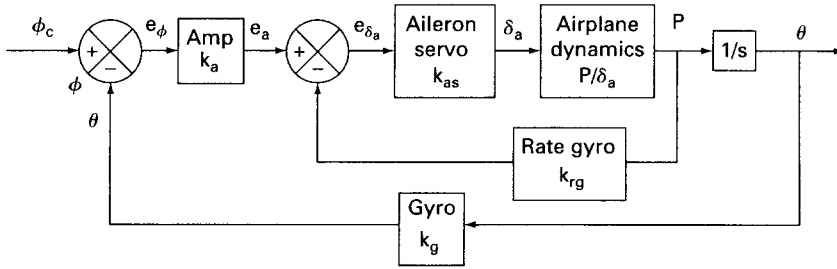 ϕc
+
−
ϕ
θ
eϕ
Amp
ka
ea
+
−
eδa
Aileron
servo
kas
δa
Airplane
dynamics
P/δa
P
1/s
θ
Rate gyro
krg
Gyro
kg